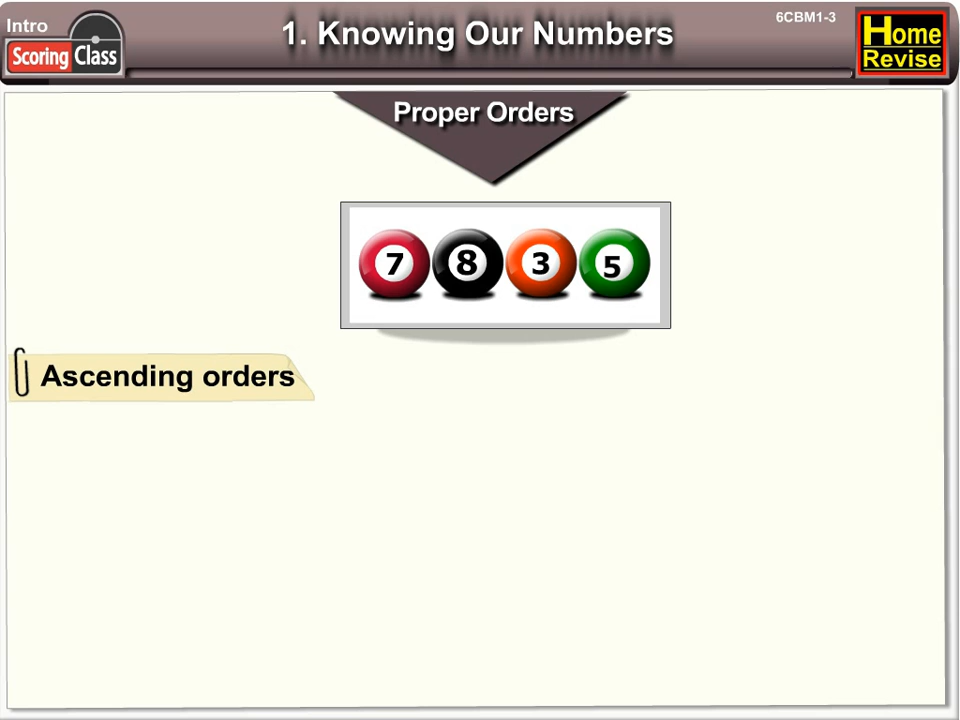 Intro
Scoring Class
1. Knowing Our Numbers
6CBM1-3
Home
Revise
Proper Orders
7 8 3 5
Ascending orders